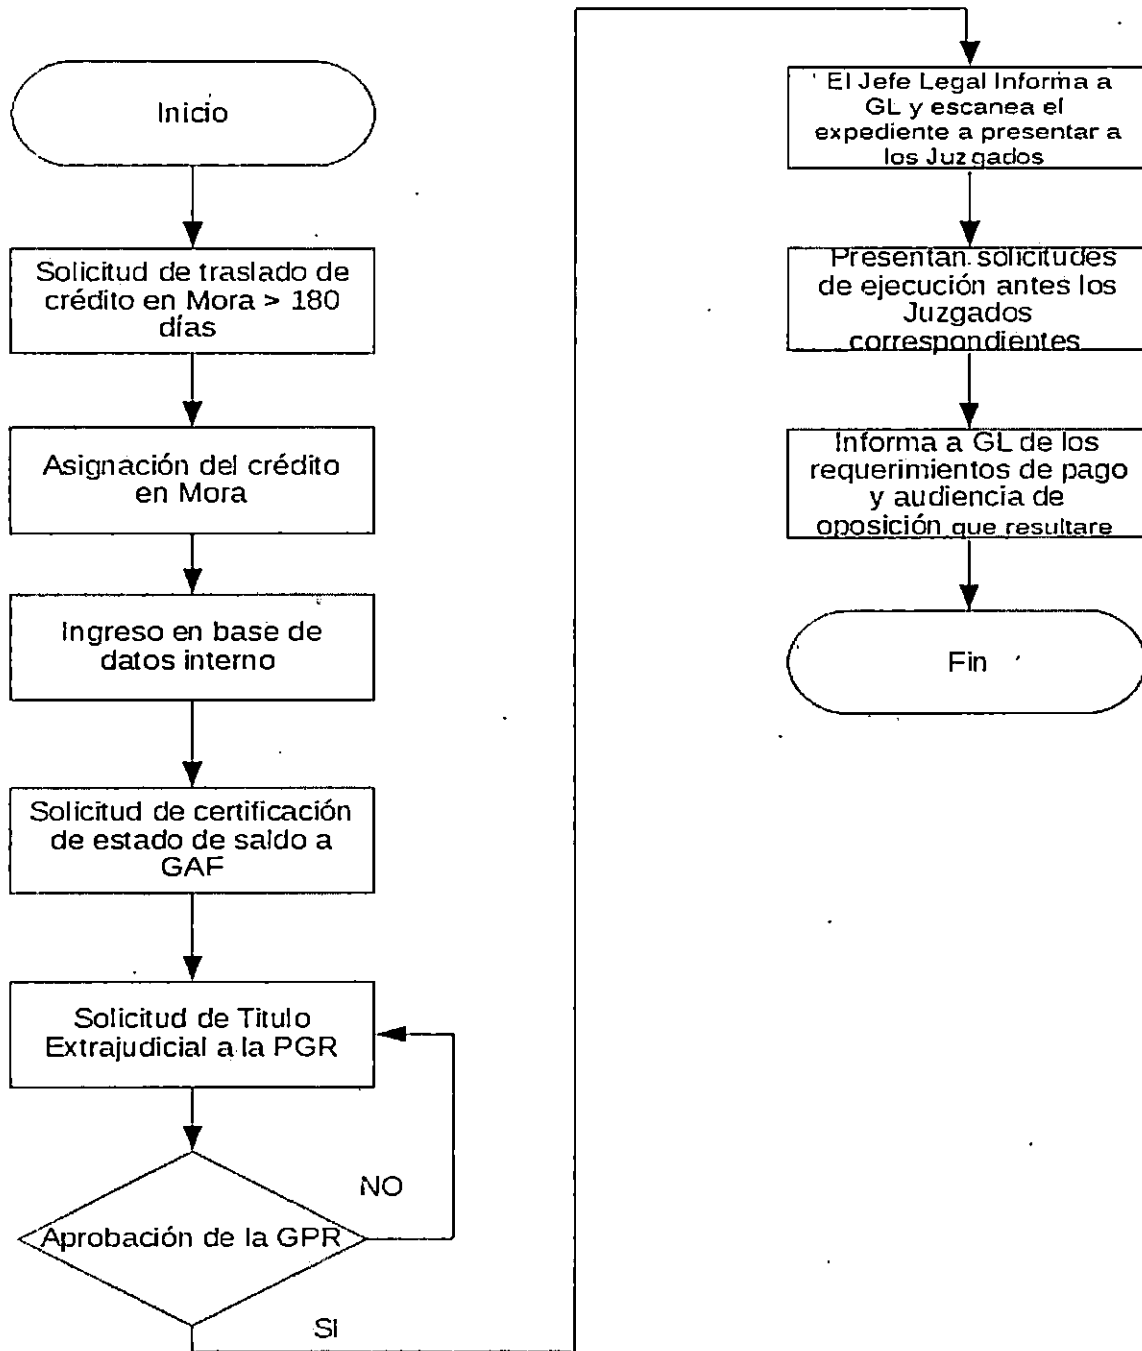 Inicio
Solicitud de traslado de
crédito en Mora > 180
días
Asignación del crédito
en Mora
Ingreso en base de
datos interno
Solicitud de certificación
de estado de saldo a
GAF
Solicitud de Titulo
Extrajudicial a la PGR
NO
Aprobación de la GPR
SI
El Jefe Legal Informa a
GL y escanea el
expediente a presentar a
los Juzgados
Presentan solicitudes
de ejecución antes los
Juzgados
correspondientes
Informa a GL de los
requerimientos de pago
y audiencia de
oposición que resultare
Fin